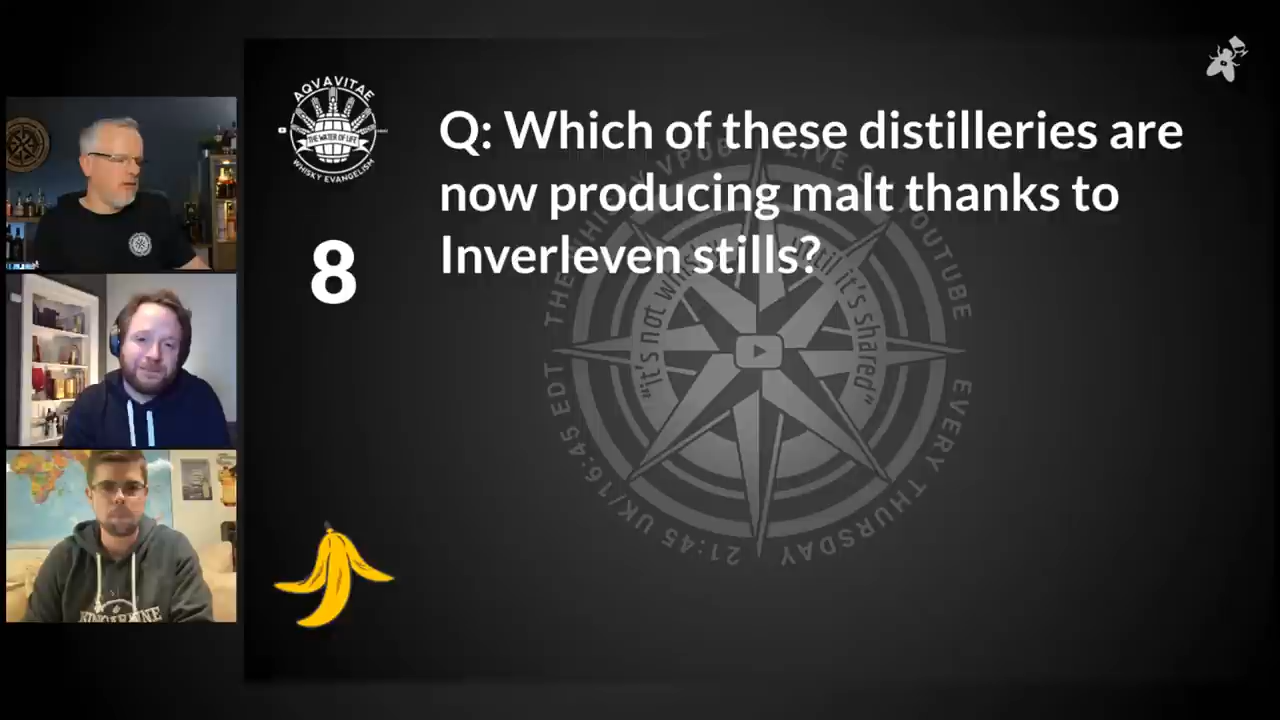 AQVAVITAE
THE WATER OF LIFE
WHISKY EVANGELISM
8
Q: Which of these distilleries are
now producing malt thanks to
Inverleven stills?
"it's not whisky until it's shared"
EVERY THURSDAY
21:45 UK/16:45 EDT